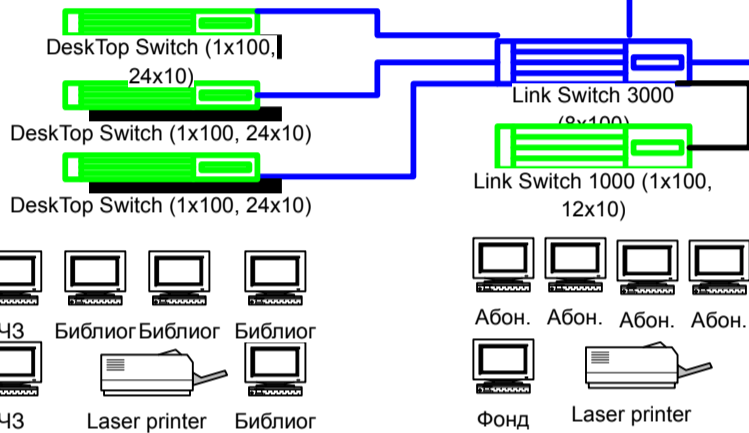 DeskTop Switch (1x100,
24x10)
DeskTop Switch (1x100, 24x10)
DeskTop Switch (1x100, 24x10)
Link Switch 3000
(8x100)
Link Switch 1000 (1x100,
12x10)
ЧЗ Библиог Библиог Библиог
Абон. Абон. Абон. Абон.
ЧЗ Laser printer Библиог
Фонд Laser printer